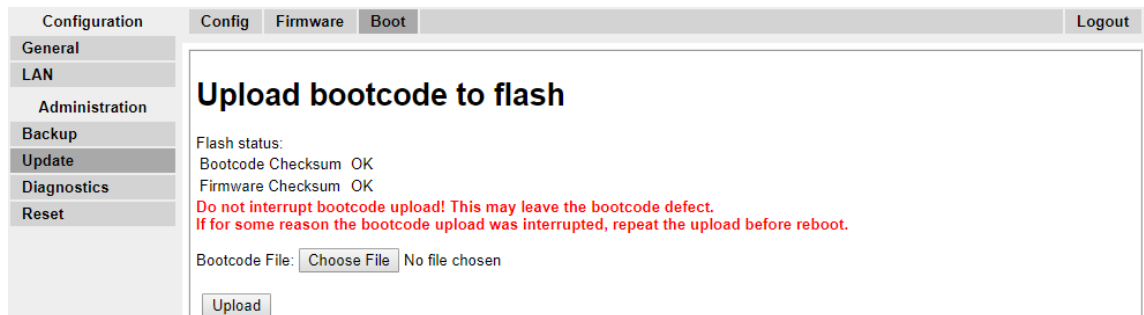 Configuration
Config Firmware Boot Logout
General
LAN
Administration
Backup
Update
Diagnostics
Reset
Upload bootcode to flash
Flash status:
Bootcode Checksum OK
Firmware Checksum OK
Do not interrupt bootcode upload! This may leave the bootcode defect.
If for some reason the bootcode upload was interrupted, repeat the upload before reboot.
Bootcode File: Choose File No file chosen
Upload